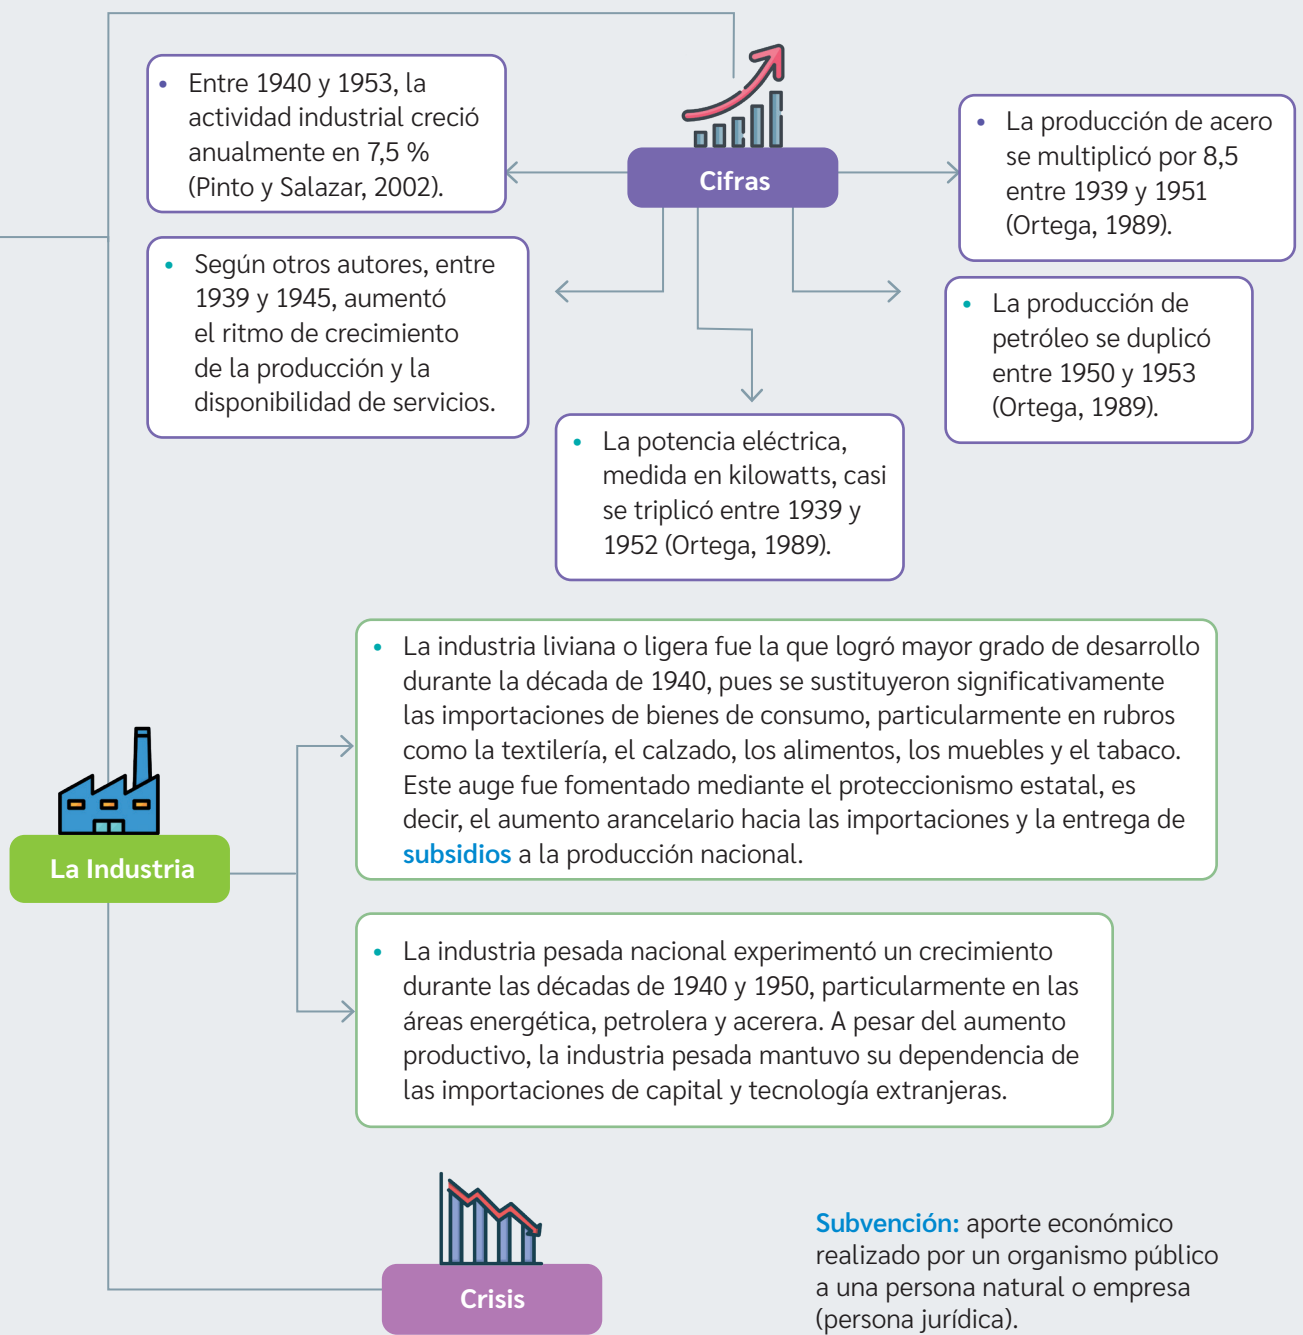 • Entre 1940 y 1953, la
actividad industrial creció
anualmente en 7,5 %
(Pinto y Salazar, 2002).
Cifras
• La producción de acero
se multiplicó por 8,5
entre 1939 y 1951
(Ortega, 1989).
• Según otros autores, entre
1939 y 1945, aumentó
el ritmo de crecimiento
de la producción y la
disponibilidad de servicios.
• La producción de
petróleo se duplicó
entre 1950 y 1953
(Ortega, 1989).
• La potencia eléctrica,
medida en kilowatts, casi
se triplicó entre 1939 y
1952 (Ortega, 1989).
La Industria
• La industria liviana o ligera fue la que logró mayor grado de desarrollo
durante la década de 1940, pues se sustituyeron significativamente
las importaciones de bienes de consumo, particularmente en rubros
como la textilería, el calzado, los alimentos, los muebles y el tabaco.
Este auge fue fomentado mediante el proteccionismo estatal, es
decir, el aumento arancelario hacia las importaciones y la entrega de
subsidios a la producción nacional.
• La industria pesada nacional experimentó un crecimiento
durante las décadas de 1940 y 1950, particularmente en las
áreas energética, petrolera y acerera. A pesar del aumento
productivo, la industria pesada mantuvo su dependencia de
las importaciones de capital y tecnología extranjeras.
Crisis
Subvención: aporte económico
realizado por un organismo público
a una persona natural o empresa
(persona jurídica).